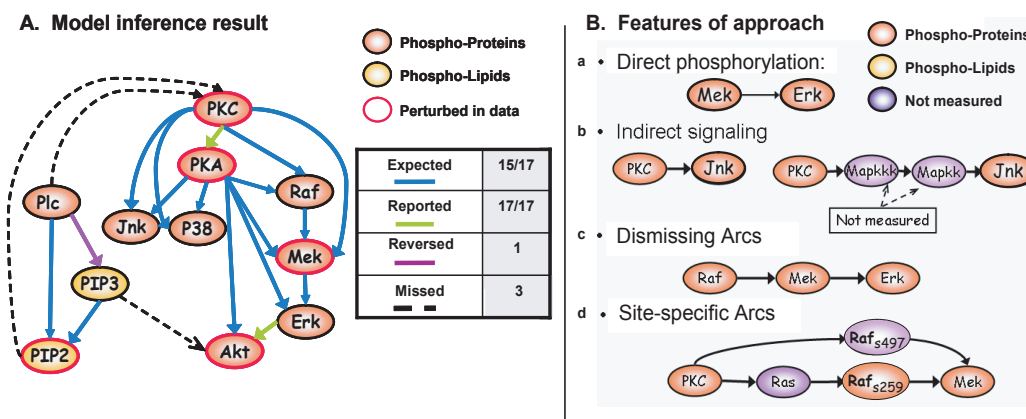 A. Model inference result
Phospho-Proteins
Phospho-Lipids
Perturbed in data
PKC
PKA
Raf
Plc
Jnk
P38
Mek
PIP3
Erk
PIP2
Akt
Expected 15/17
Reported 17/17
Reversed 1
Missed 3
B. Features of approach
Phospho-Proteins
Phospho-Lipids
Not measured
a • Direct phosphorylation:
Mek Erk
b • Indirect signaling
PKC Jnk PKC Mapkkk Mapkk Jnk
Not measured
c • Dismissing Arcs
Raf Mek Erk
d • Site-specific Arcs
Raf s497
PKC Ras Raf s259 Mek